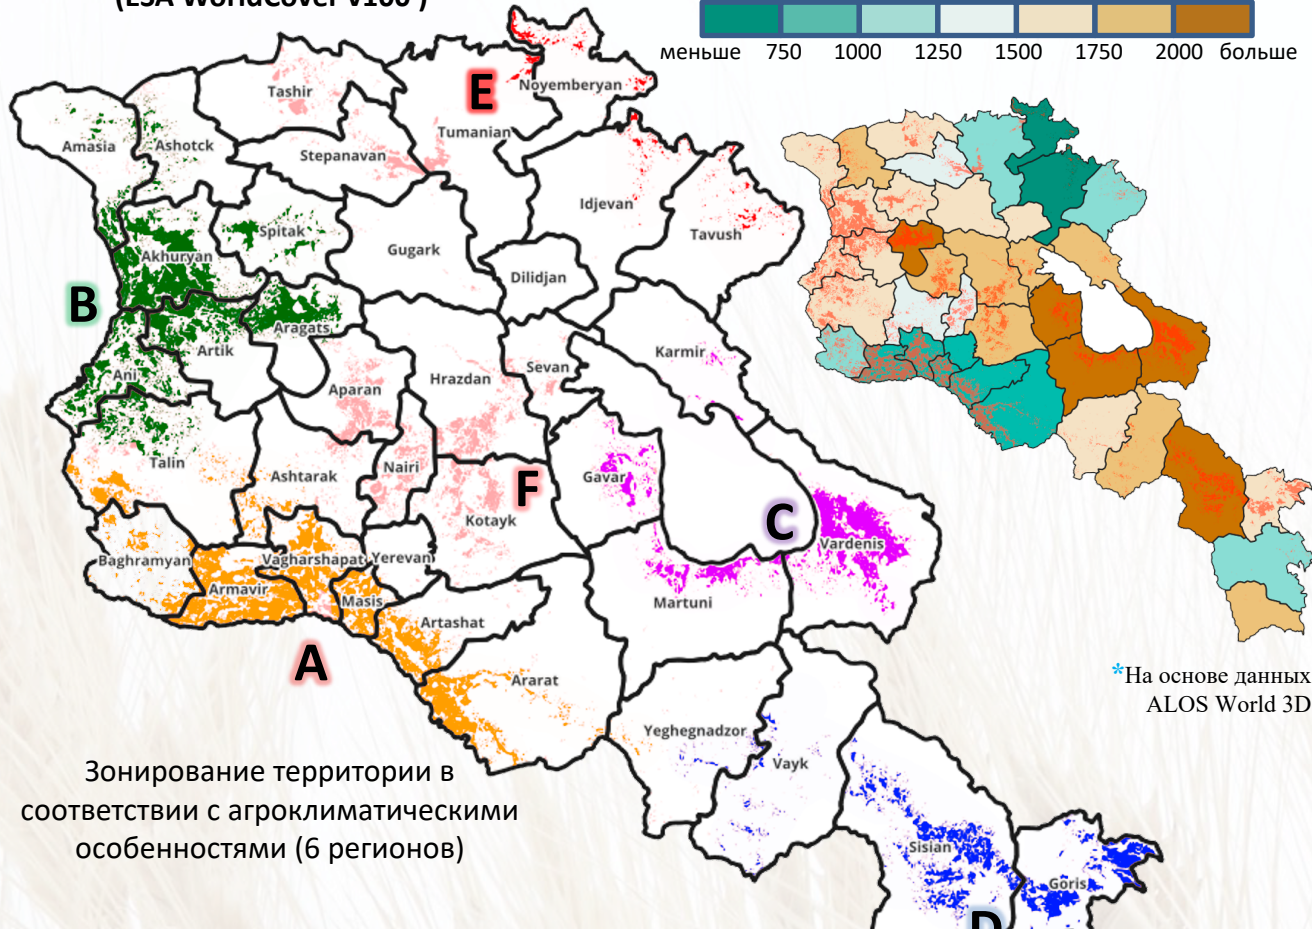 (ESA WorldCover v100 )
меньше 750 1000 1250 1500 1750 2000 больше
E
Noyemberyan
Tashir
Tumanian
Amasia
Ashotck
Stepanavan
Idjevan
Spitak
Tavush
Gugark
Akhuryan
Dilidjan
B
Aragats
Artik
Karmir
Sevan
Ani
Hrazdan
Aparan
Talin
Nairi
Ashtarak
Gavar
F
C
Kotayk
Vardenis
Baghramyan
Vagharshapat
Yerevan
Armavir
Masis
Martuni
Artashat
A
Ararat
*На основе данных
ALOS World 3D
Yeghegnadzor
Vayk
Зонирование территории в
соответствии с агроклиматическими
особенностями (6 регионов)
Sisian
Goris
D